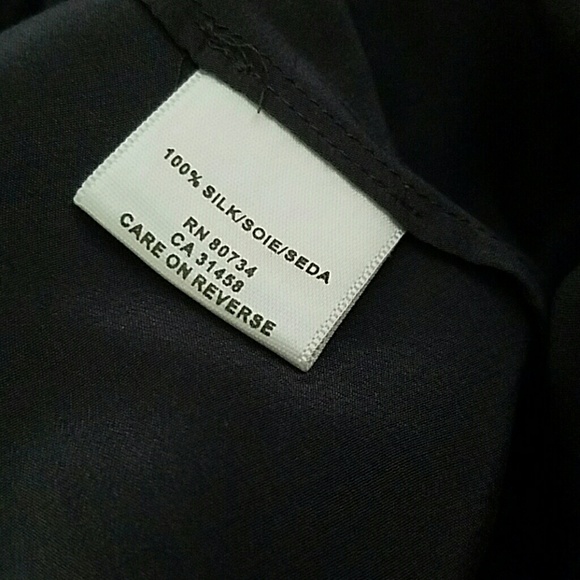 100% SILK/SOIE/SEDA
RN 80734
CA 31458
CARE ON REVERSE